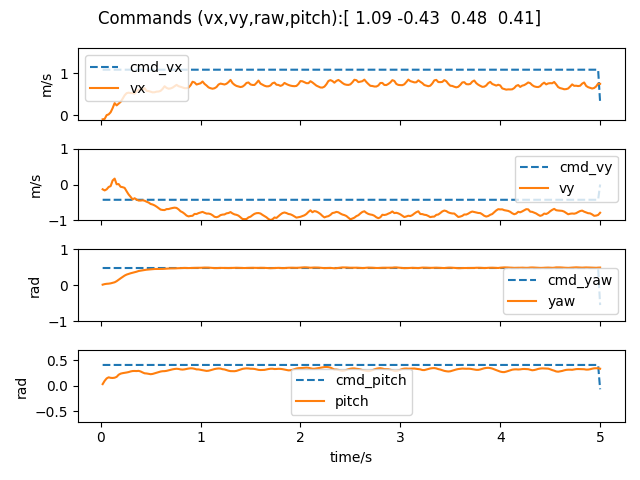 Commands (vx,vy,raw,pitch):[ 1.09 -0.43  0.48  0.41]
m/s
1
0
cmd_vx
vx
m/s
1
0
−1
cmd_vy
vy
rad
1
0
−1
cmd_yaw
yaw
rad
0.5
0.0
−0.5
cmd_pitch
pitch
0 1 2 3 4 5
time/s